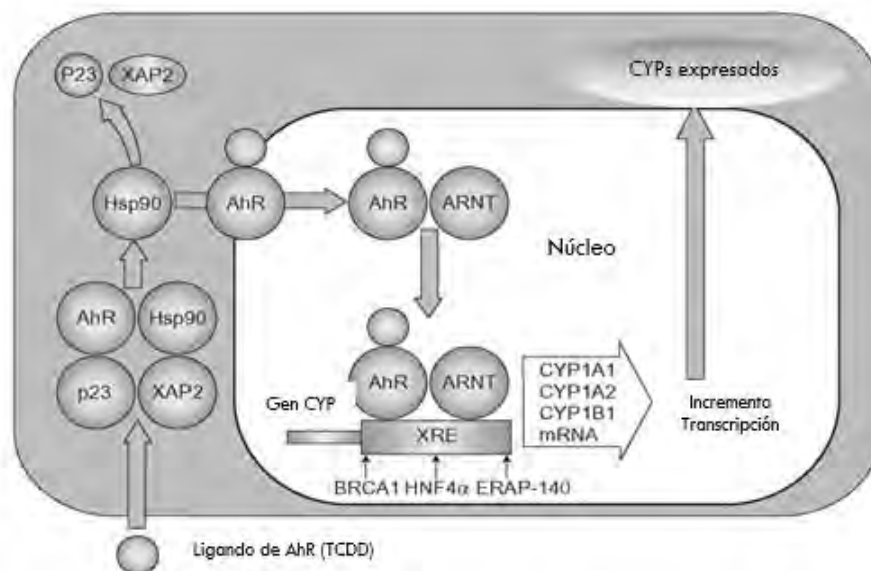 P23 XAP2
CYPs expresados
Hsp90
AhR
AhR ARNT
Núcleo
AhR Hsp90
p23 XAP2
AhR ARNT
Gen CYP
XRE
CYP1A1
CYP1A2
CYP1B1
mRNA
Incremento
Transcripción
BRCA1 HNF4α ERAP-140
Ligando de AhR (TCDD)